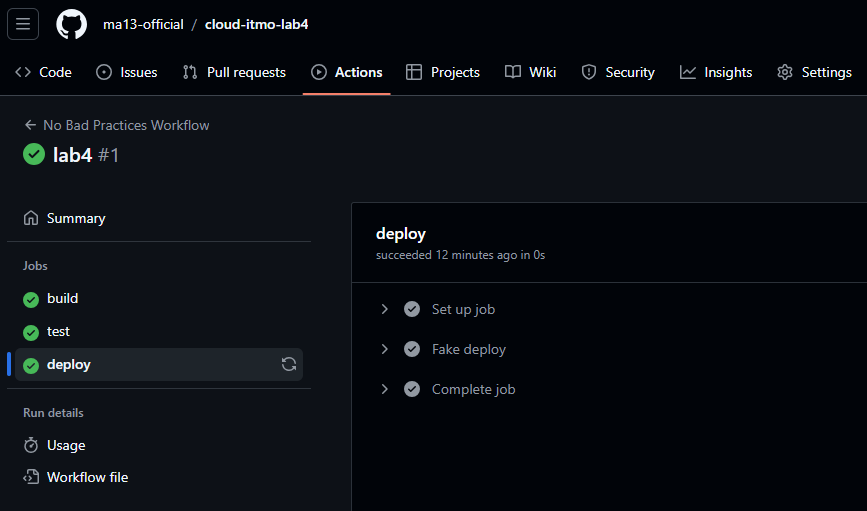 ma13-official / cloud-itmo-lab4
Code Issues Pull requests Actions Projects Wiki Security Insights Settings
No Bad Practices Workflow
lab4 #1
Summary
Jobs
build
test
deploy
Run details
Usage
Workflow file
deploy
succeeded 12 minutes ago in 0s
Set up job
Fake deploy
Complete job